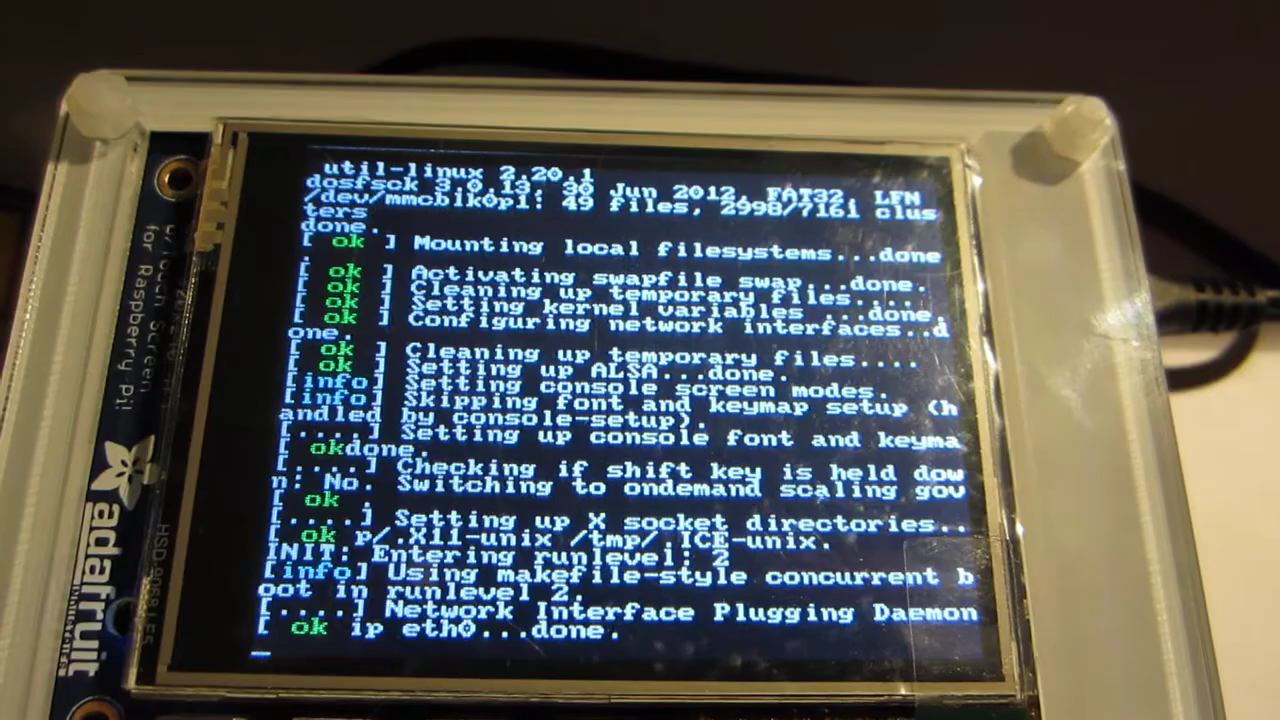 util-linux 2.20.1
dosfsck 3.0.13, 30 Jun 2012, FAT32, LFN
/dev/mmcblk0p1: 49 files, 2998/7161 clus
ters
done.
[ ok ] Mounting local filesystems...done
.
[ ok ] Activating swapfile swap...done.
[ ok ] Cleaning up temporary files....
[ ok ] Setting kernel variables ...done.
[ ok ] Configuring network interfaces..d
one.
[ ok ] Cleaning up temporary files....
[ ok ] Setting up ALSA...done.
[info] Setting console screen modes.
[info] Skipping font and keymap setup (h
andled by console-setup).
[....] Setting up console font and keyma
[ okdone.
[....] Checking if shift key is held dow
n: No. Switching to ondemand scaling gov
[ ok .
[....] Setting up X socket directories..
[ ok p/.X11-unix /tmp/.ICE-unix.
INIT: Entering runlevel: 2
[info] Using makefile-style concurrent b
oot in runlevel 2.
[....] Network Interface Plugging Daemon
[ ok ip eth0...done.
Touch Screen
for Raspberry Pi!
adafruit